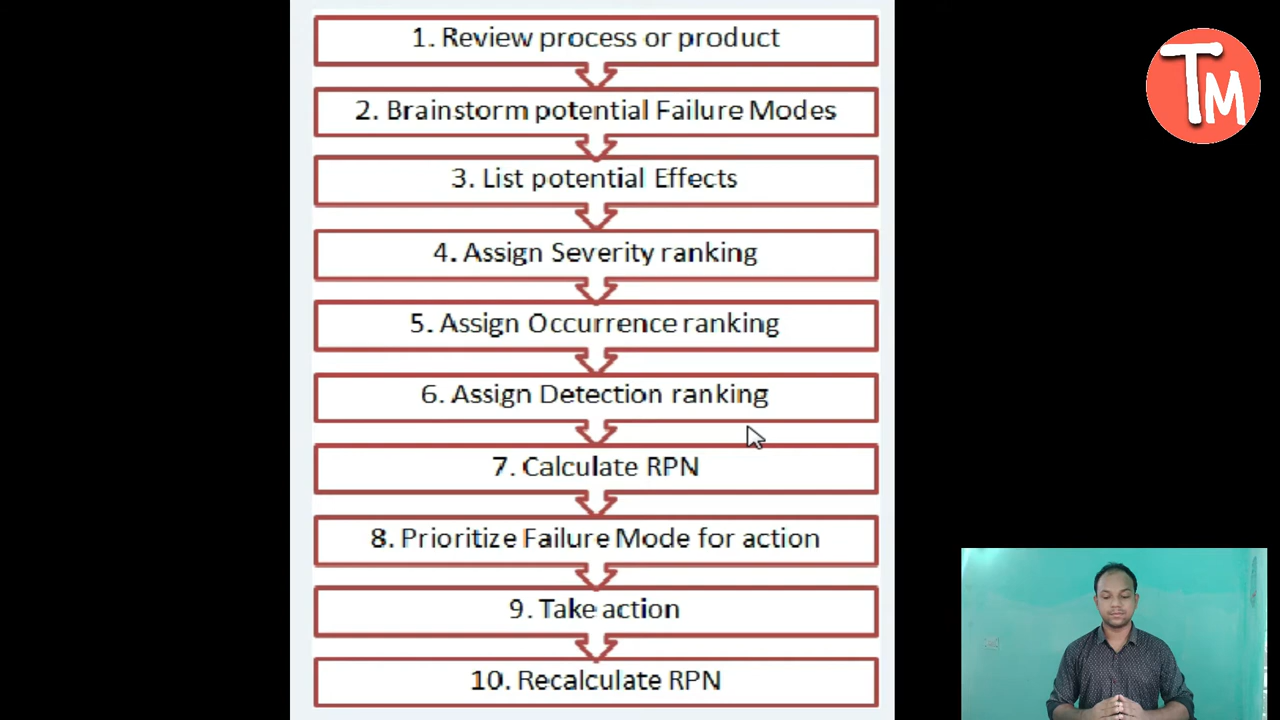 1. Review process or product
TM
2. Brainstorm potential Failure Modes
3. List potential Effects
4. Assign Severity ranking
5. Assign Occurrence ranking
6. Assign Detection ranking
7. Calculate RPN
8. Prioritize Failure Mode for action
9. Take action
10. Recalculate RPN